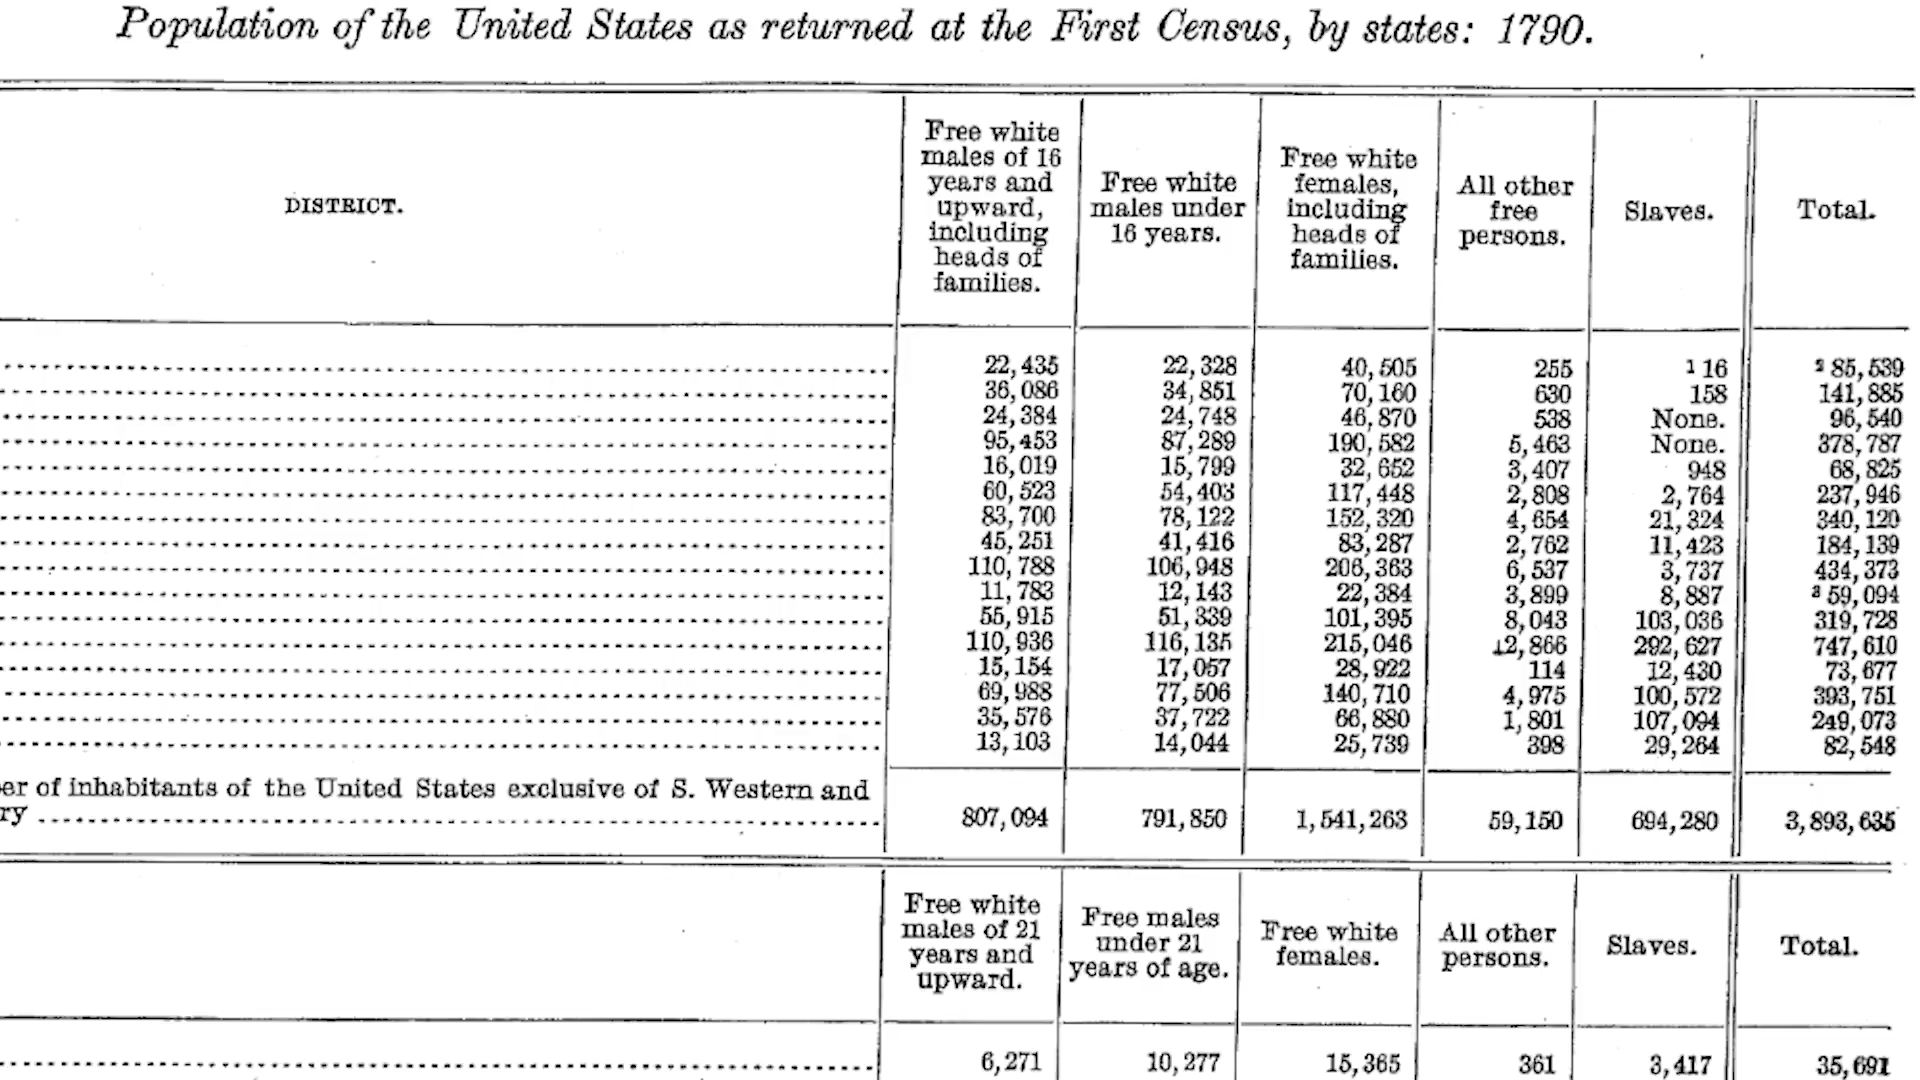 Population of the United States as returned at the First Census, by states: 1790.
DISTRICT.
Free white
males of 16
years and
upward,
including
heads of
families.
Free white
males under
16 years.
Free white
females,
including
heads of
families.
All other
free
persons.
Slaves.
Total.
22,435 22,328 40,505 255 1 16 2 85,539
36,086 34,851 70,160 630 158 141,885
24,384 24,748 46,870 538 None. 96,540
95,453 87,289 190,582 5,463 None. 378,787
16,019 15,799 32,652 3,407 948 68,825
60,523 54,403 117,448 2,808 2,764 237,946
83,700 78,122 152,320 4,654 21,324 340,120
45,251 41,416 83,287 2,762 11,423 184,139
110,788 106,948 206,363 6,537 3,737 434,373
11,783 12,143 22,384 3,899 8,887 3 59,094
55,915 51,339 101,395 8,043 103,036 319,728
110,936 116,135 215,046 12,866 292,627 747,610
15,154 17,057 28,922 114 12,430 73,677
69,988 77,506 140,710 4,975 100,572 393,751
35,576 37,722 66,880 1,801 107,094 249,073
13,103 14,044 25,739 398 29,264 82,548
er of inhabitants of the United States exclusive of S. Western and
ry 807,094 791,850 1,541,263 59,150 694,280 3,893,635
Free white
males of 21
years and
upward.
Free males
under 21
years of age.
Free white
females.
All other
persons.
Slaves.
Total.
6,271 10,277 15,365 361 3,417 35,691